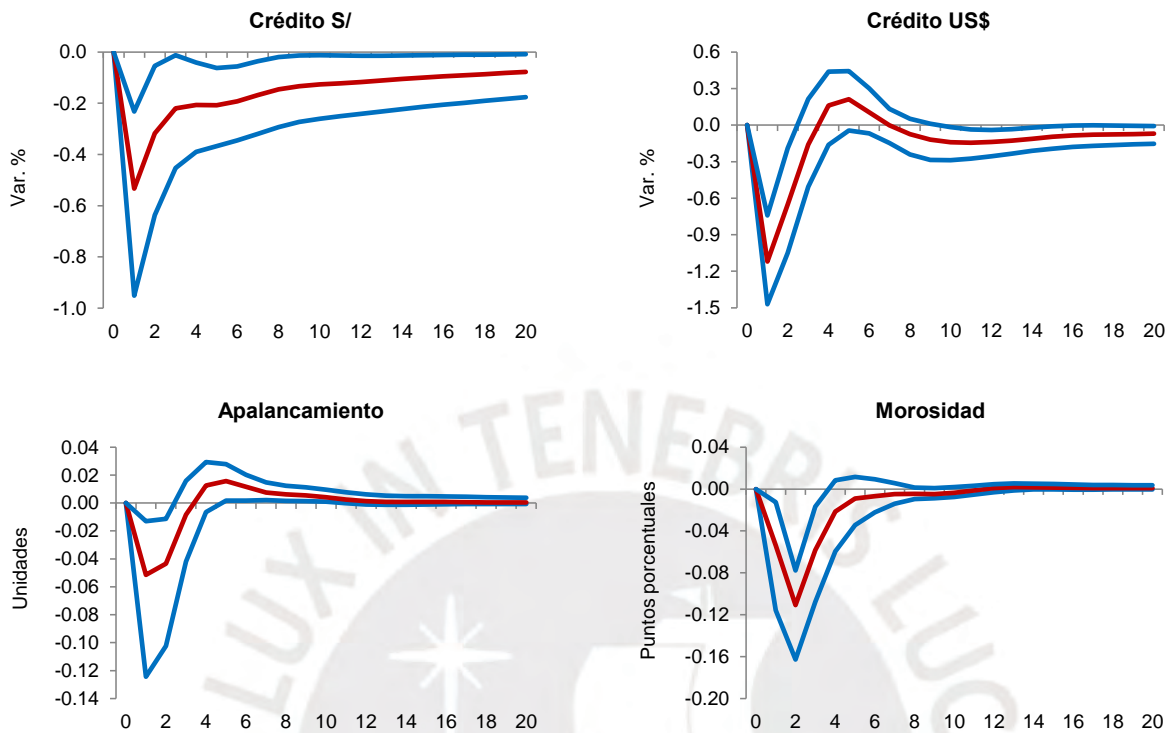 Crédito S/
Var. %
0.0
-0.2
-0.4
-0.6
-0.8
-1.0
0 2 4 6 8 10 12 14 16 18 20
Crédito US$
Var. %
0.6
0.3
0.0
-0.3
-0.6
-0.9
-1.2
-1.5
0 2 4 6 8 10 12 14 16 18 20
Apalancamiento
Unidades
0.04
0.02
0.00
-0.02
-0.04
-0.06
-0.08
-0.10
-0.12
-0.14
0 2 4 6 8 10 12 14 16 18 20
Morosidad
Puntos porcentuales
0.04
0.00
-0.04
-0.08
-0.12
-0.16
-0.20
0 2 4 6 8 10 12 14 16 18 20
LUX IN TENEBRIS LUC